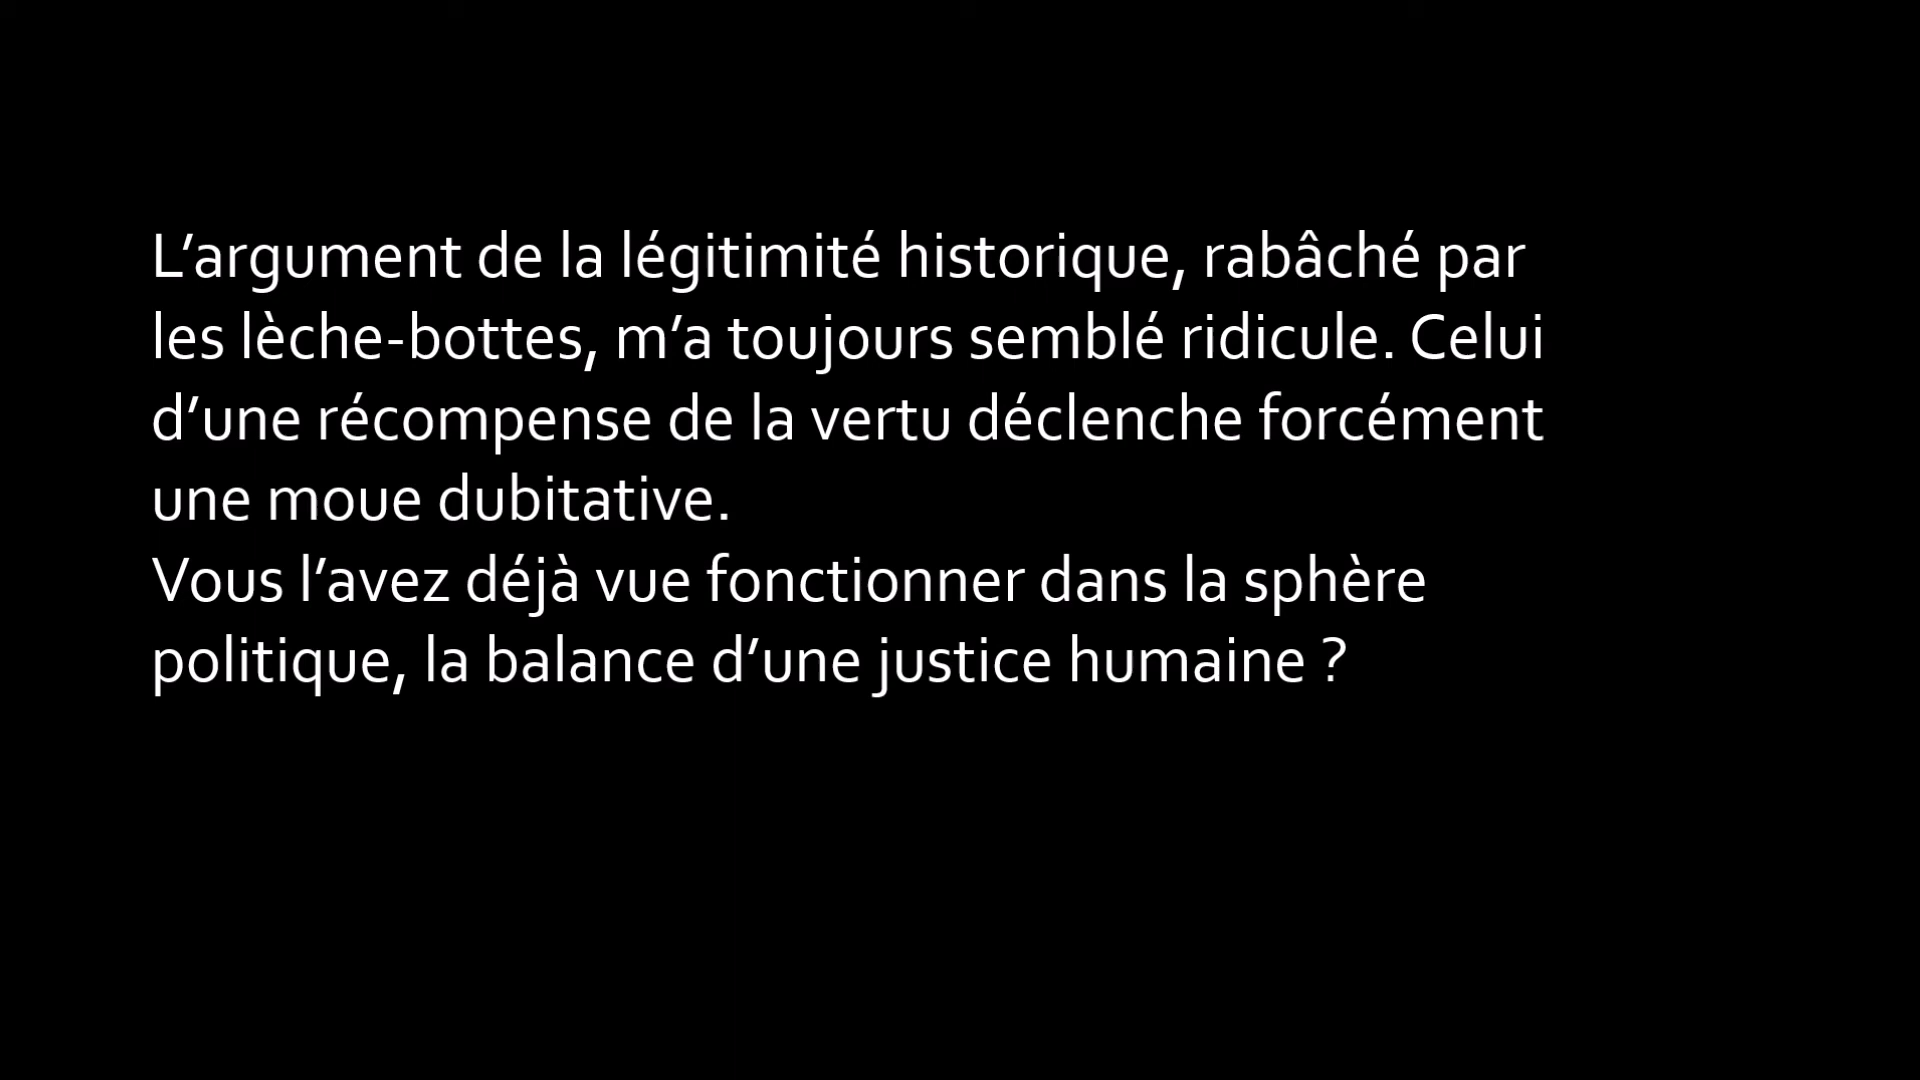 L’argument de la légitimité historique, rabâché par
les lèche-bottes, m’a toujours semblé ridicule. Celui
d’une récompense de la vertu déclenche forcément
une moue dubitative.
Vous l’avez déjà vue fonctionner dans la sphère
politique, la balance d’une justice humaine ?